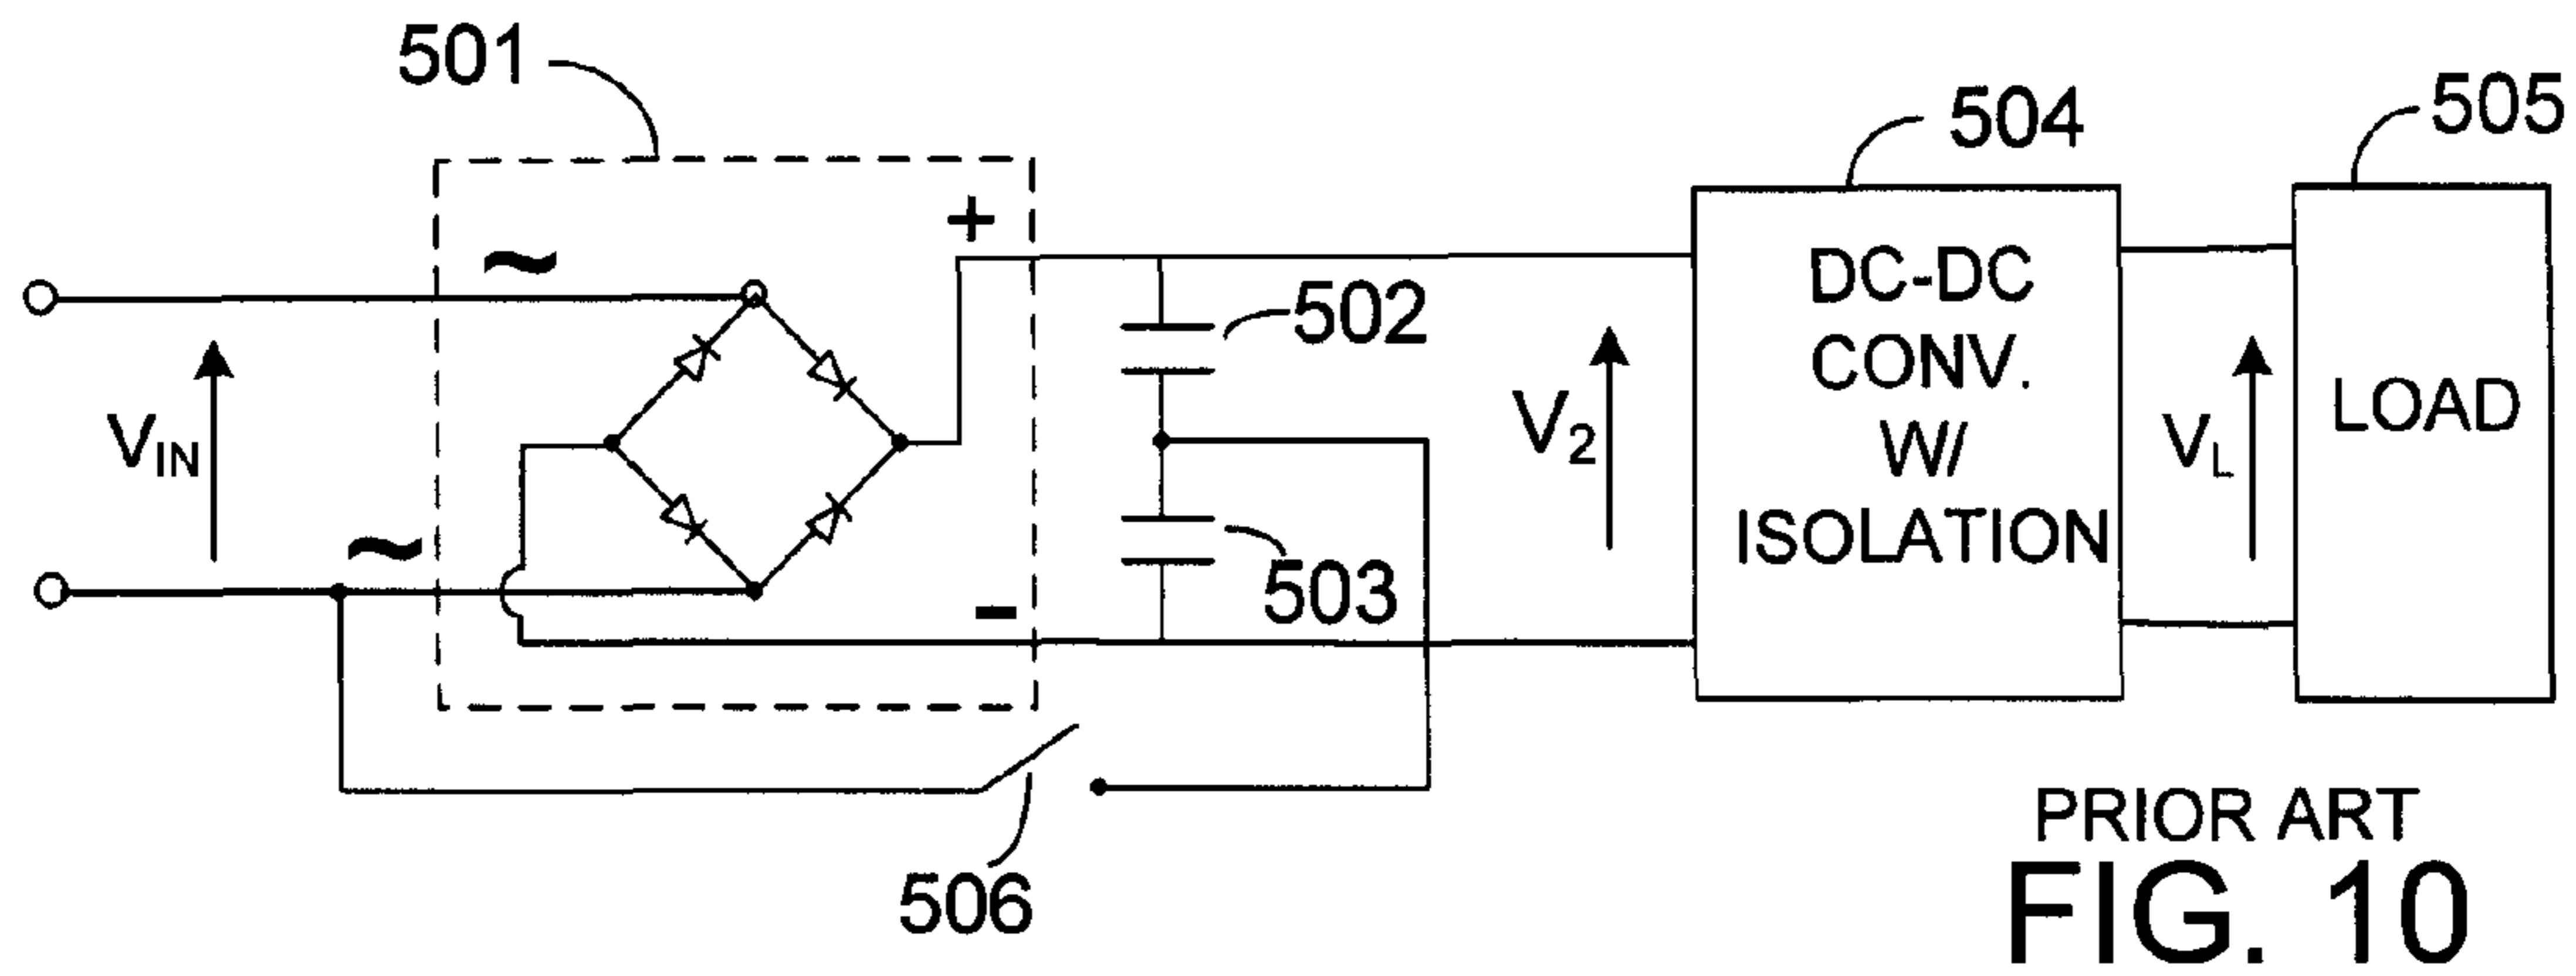 501
504
505
+
~
502
DC-DC
CONV.
W/
ISOLATION
LOAD
V2
VL
VIN
~
503
-
506
PRIOR ART
FIG. 10